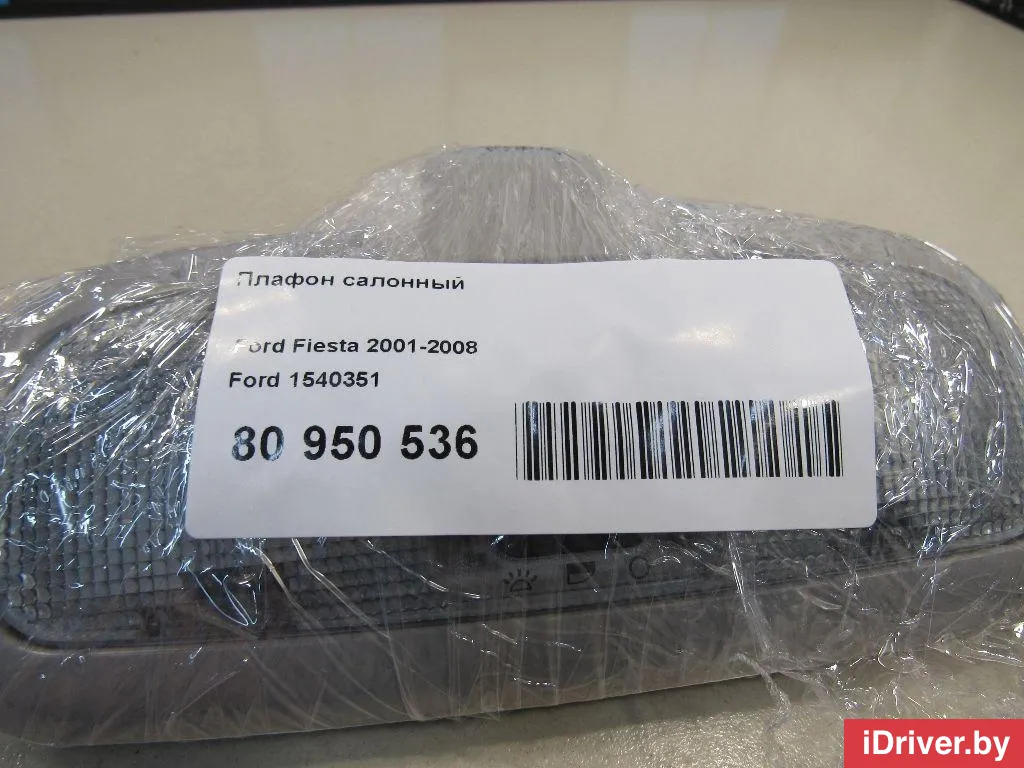 Плафон салонный
Ford Fiesta 2001-2008
Ford 1540351
80 950 536
iDriver.by